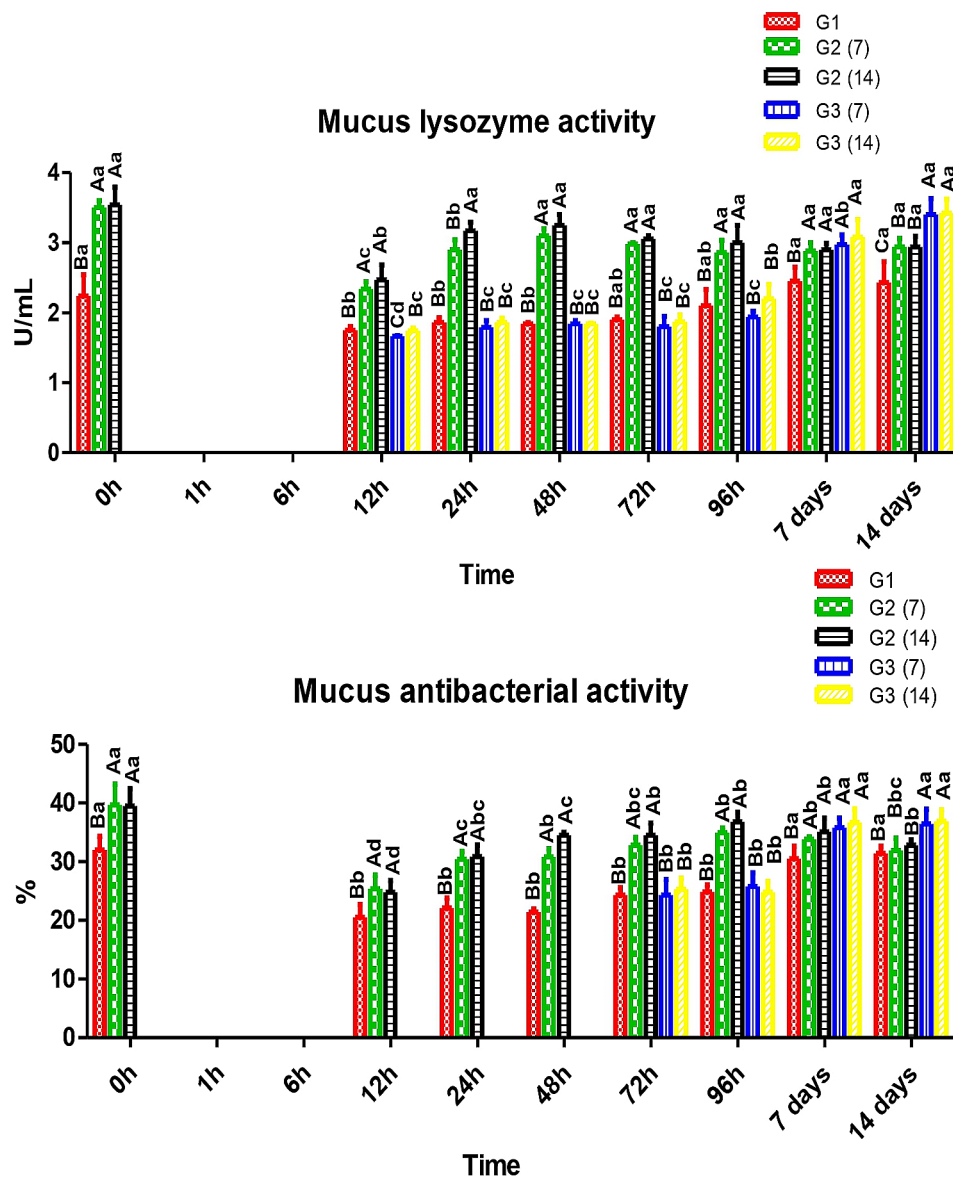 G1
G2 (7)
G2 (14)
G3 (7)
G3 (14)
Mucus lysozyme activity
U/mL
4
3
2
1
0
Ba Aa Aa
Bb Ac Ab Cd Bc
Bb Bb Aa Bc Bc
Bb Aa Aa Bc Bc
Bab Aa Aa Bc Bc
Bab Aa Aa Bc Bb
Ba Aa Aa Ab Aa
Ca Ba Ba Aa Aa
0h 1h 6h 12h 24h 48h 72h 96h 7 days 14 days
Time
G1
G2 (7)
G2 (14)
G3 (7)
G3 (14)
Mucus antibacterial activity
%
50
40
30
20
10
0
Ba Aa Aa
Bb Ad Ad
Bb Ac Abc
Bb Ab Ac
Bb Abc Ab Bb Bb
Bb Ab Ab Bb Bb
Ba Ab Ab Aa Aa
Ba Bbc Bb Aa Aa
0h 1h 6h 12h 24h 48h 72h 96h 7 days 14 days
Time